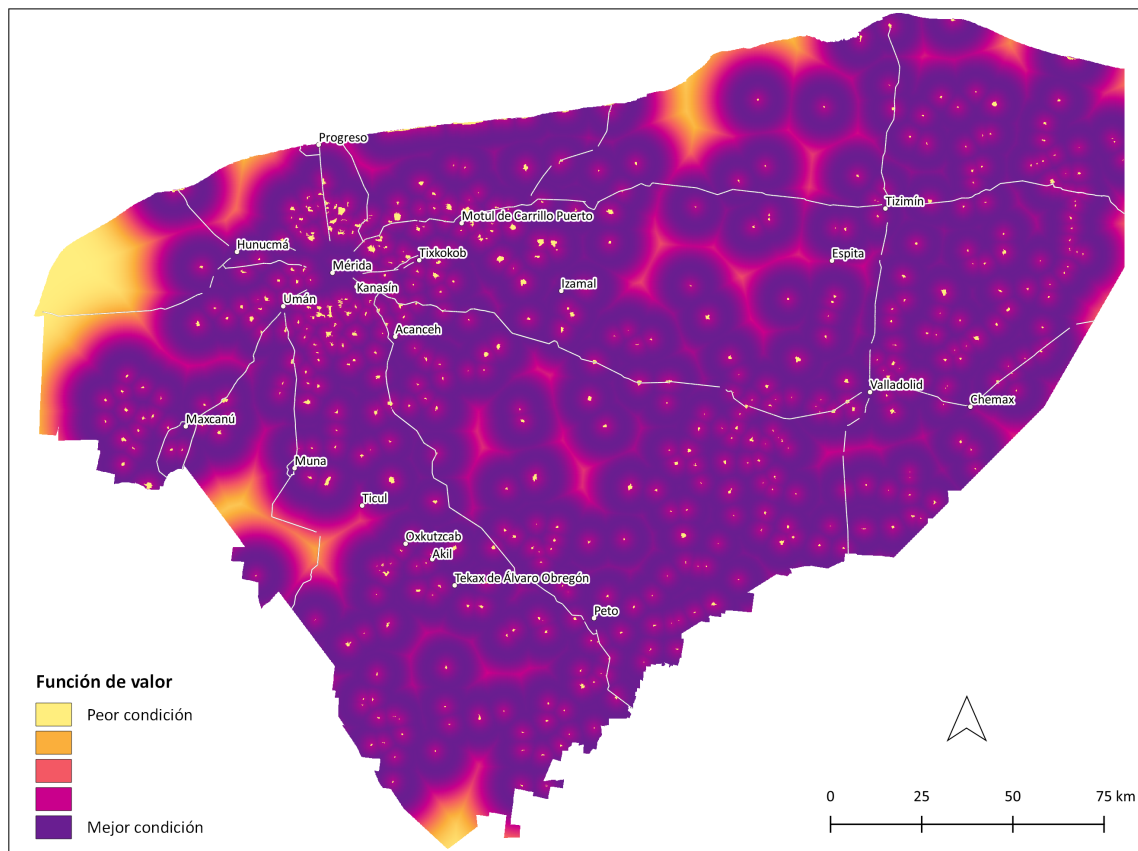 Progreso
Motul de Carrillo Puerto
Tizimín
Hunucmá
Tixkokob
Espita
Mérida
Izamal
Kanasín
Umán
Acanceh
Valladolid
Chemax
Maxcanú
Muna
Ticul
Oxkutzcab
Akil
Tekax de Álvaro Obregón
Peto
Función de valor
Peor condición
Mejor condición
0 25 50 75 km